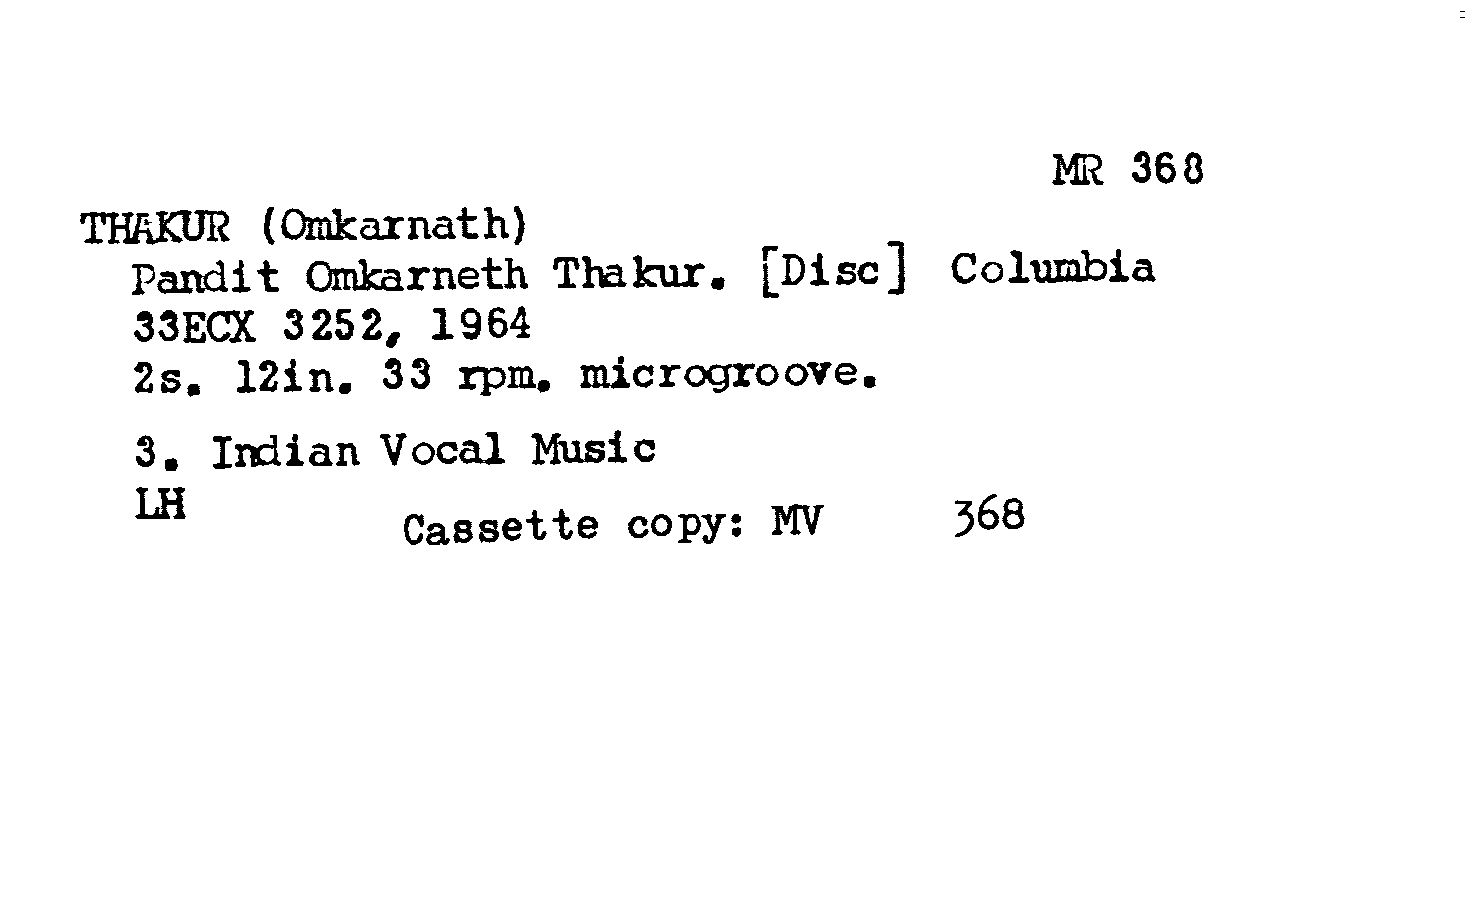 MR 368
THAKUR (Omkarnath)
Pandit Omkarneth Thakur. [Disc] Columbia
33ECX 3252, 1964
2s. 12in. 33 rpm. microgroove.
3. Indian Vocal Music
LH
Cassette copy: MV 368